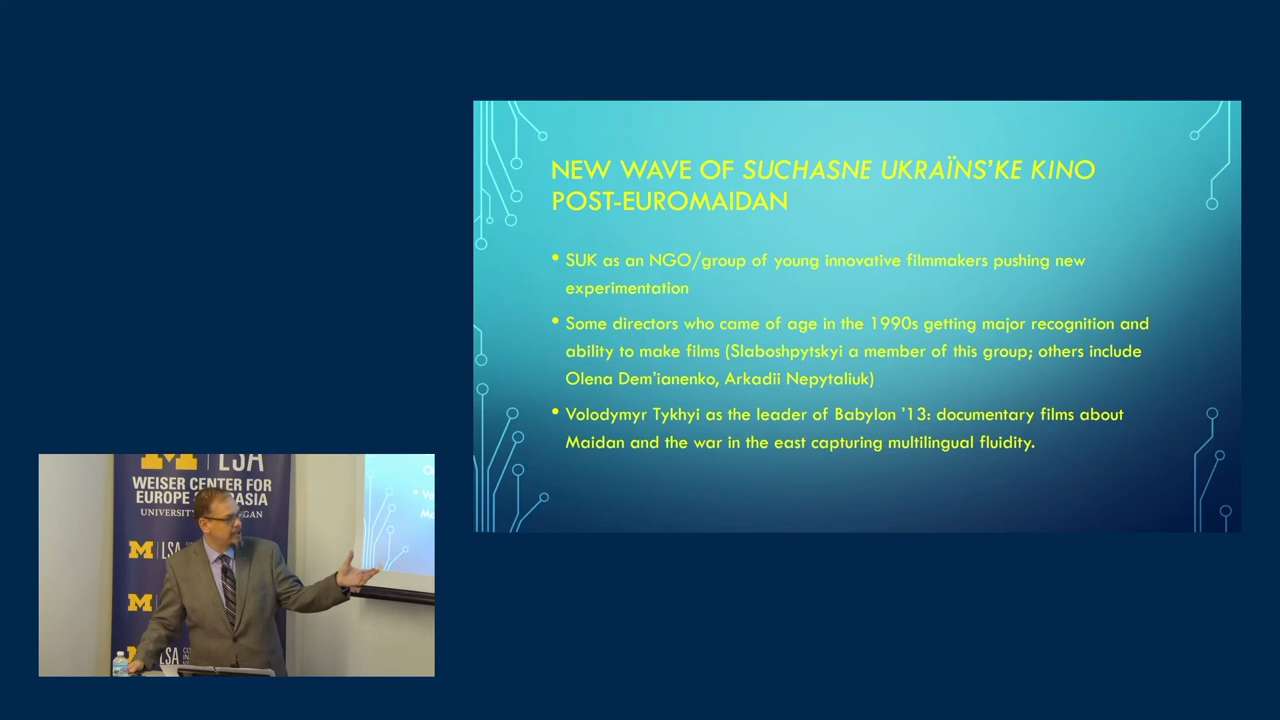 NEW WAVE OF SUCHASNE UKRAÏNS’KE KINO
POST-EUROMAIDAN
• SUK as an NGO/group of young innovative filmmakers pushing new
experimentation
• Some directors who came of age in the 1990s getting major recognition and
ability to make films (Slaboshpytskyi a member of this group; others include
Olena Dem’ianenko, Arkadii Nepytaliuk)
• Volodymyr Tykhyi as the leader of Babylon ’13: documentary films about
Maidan and the war in the east capturing multilingual fluidity.
M | LSA
WEISER CENTER FOR
EUROPE
UNIVERSITY
M | LSA
M
LSA